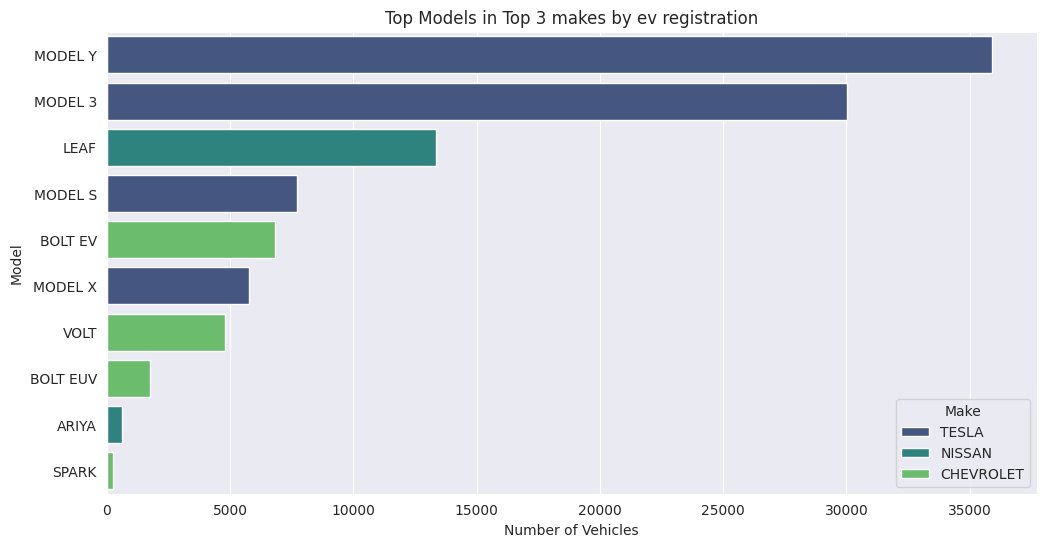 Top Models in Top 3 makes by ev registration
MODEL Y
MODEL 3
LEAF
MODEL S
BOLT EV
MODEL X
VOLT
BOLT EUV
ARIYA
SPARK
Model
Make
TESLA
NISSAN
CHEVROLET
0 5000 10000 15000 20000 25000 30000 35000
Number of Vehicles